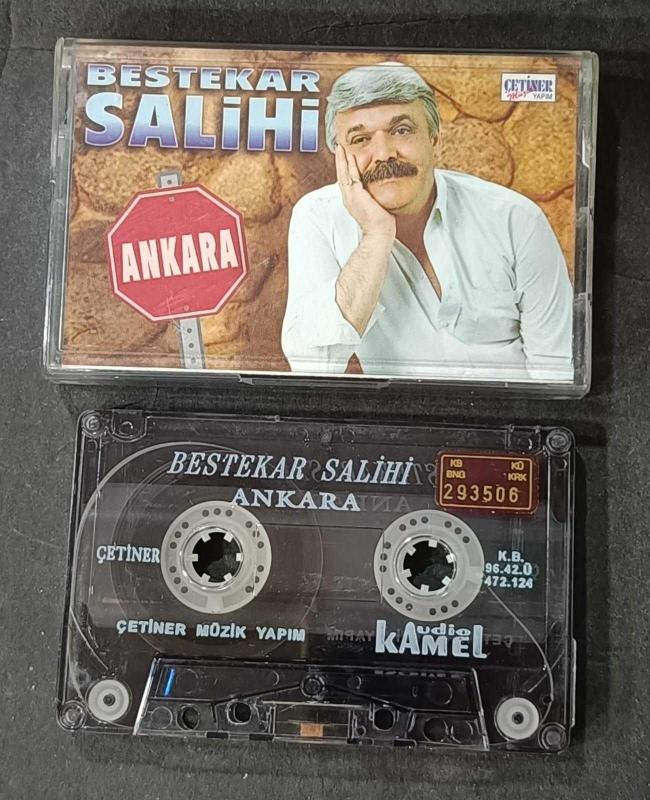 BESTEKAR
SALİHİ
ÇETİNER
Müzik
YAPIM
ANKARA
BESTEKAR SALİHİ
ANKARA
KB KÜ
BNG KRK
293506
ÇETİNER
K.B.
96.42.Ü
472.124
ÇETİNER MÜZİK YAPIM
audio
KAMEL